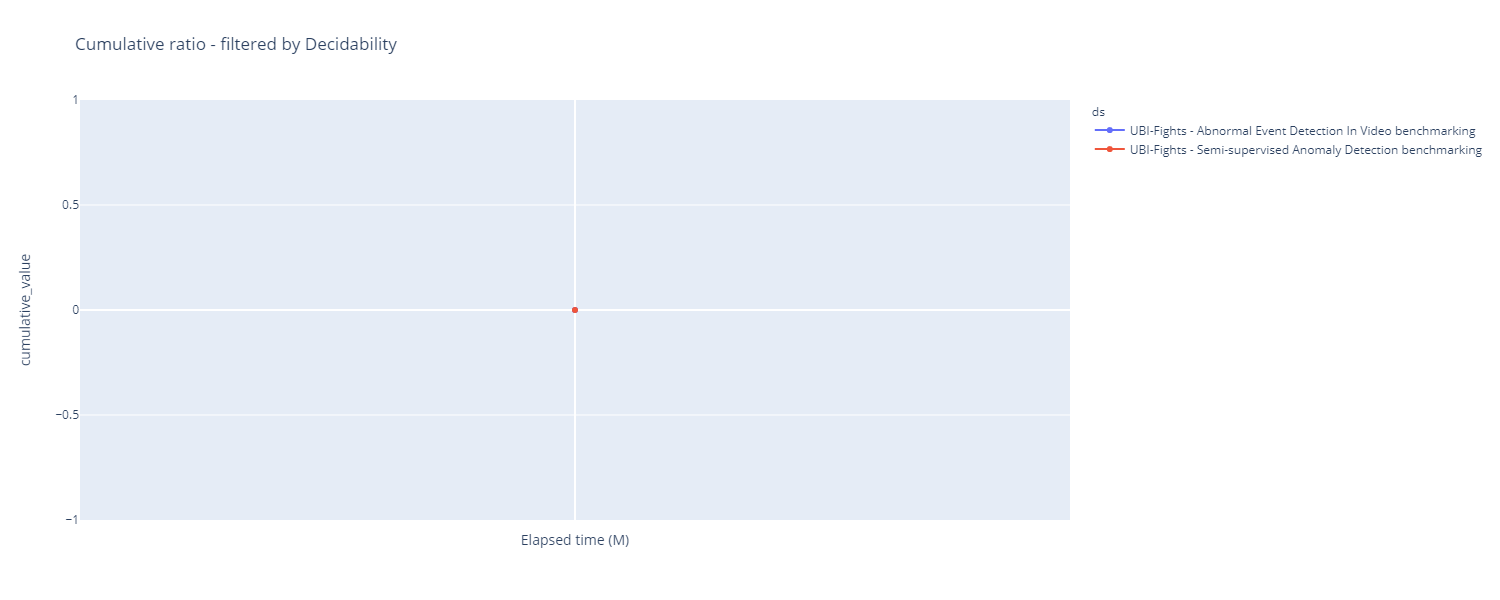 Cumulative ratio - filtered by Decidability
1
0.5
0
−0.5
−1
cumulative_value
Elapsed time (M)
ds
UBI-Fights - Abnormal Event Detection In Video benchmarking
UBI-Fights - Semi-supervised Anomaly Detection benchmarking